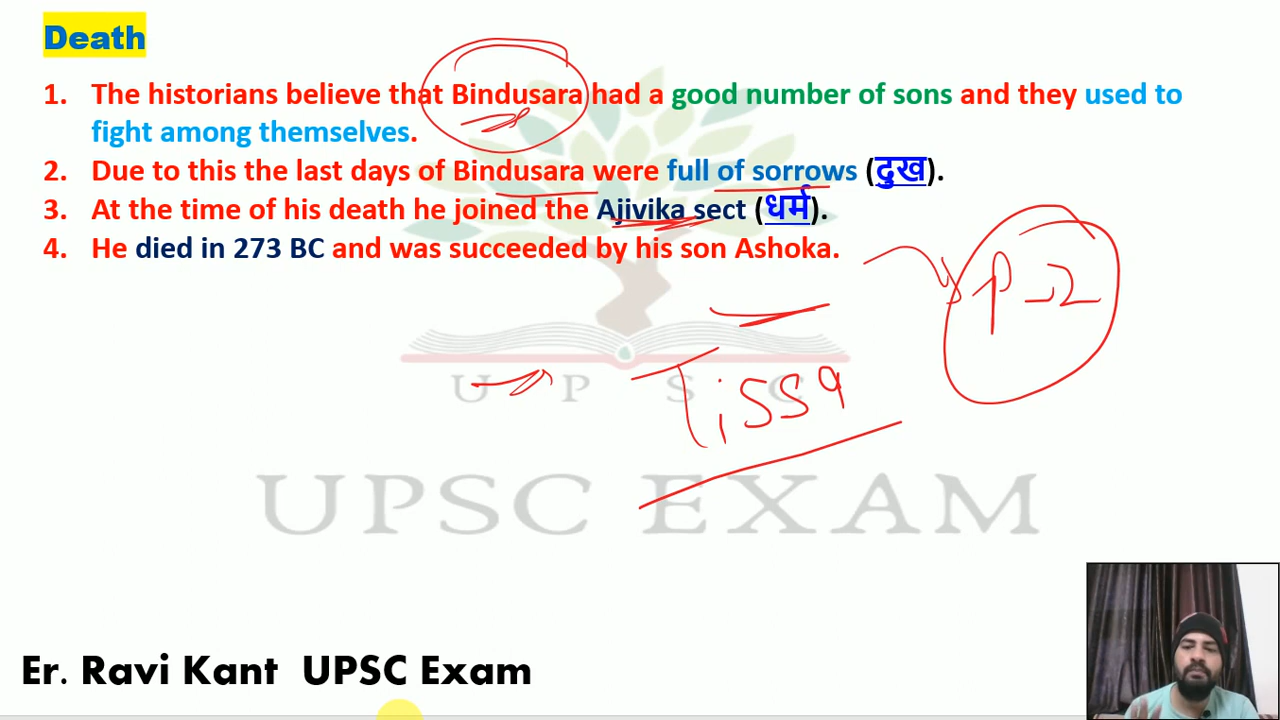 Death
1. The historians believe that Bindusara had a good number of sons and they used to
fight among themselves.
2. Due to this the last days of Bindusara were full of sorrows (दुख).
3. At the time of his death he joined the Ajivika sect (धर्म).
4. He died in 273 BC and was succeeded by his son Ashoka.
P-2
Tissa
UPSC
UPSC EXAM
Er. Ravi Kant UPSC Exam